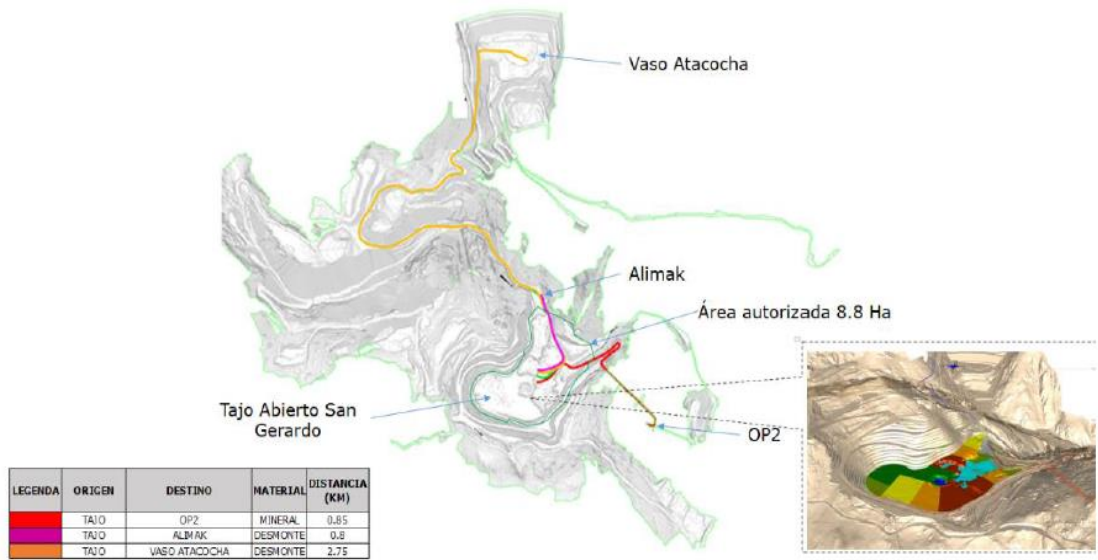 Vaso Atacocha
Alimak
Área autorizada 8.8 Ha
Tajo Abierto San
Gerardo
OP2
LEGENDA ORIGEN DESTINO MATERIAL DISTANCIA (KM)
TAJO OP2 MINERAL 0.85
TAJO ALIMAK DESMONTE 0.8
TAJO VASO ATACOCHA DESMONTE 2.75